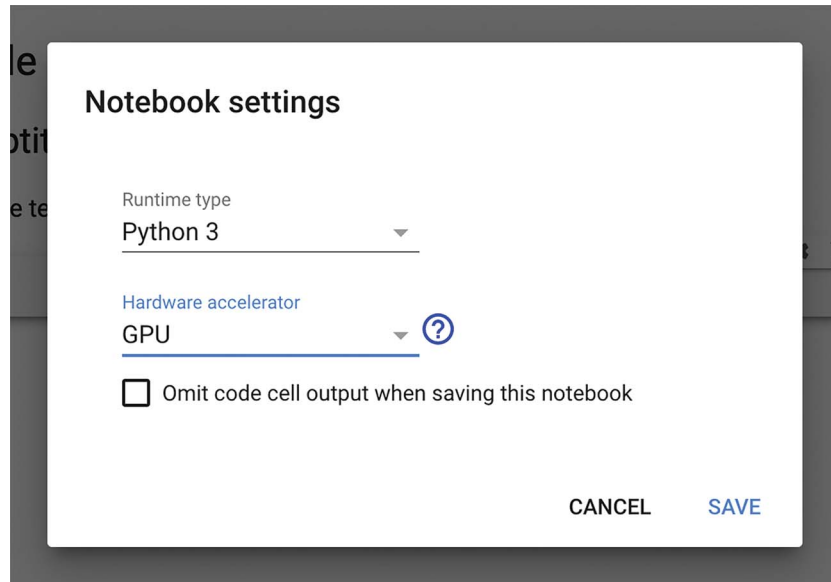 Notebook settings
Runtime type
Python 3
Hardware accelerator
GPU
?
Omit code cell output when saving this notebook
CANCEL
SAVE